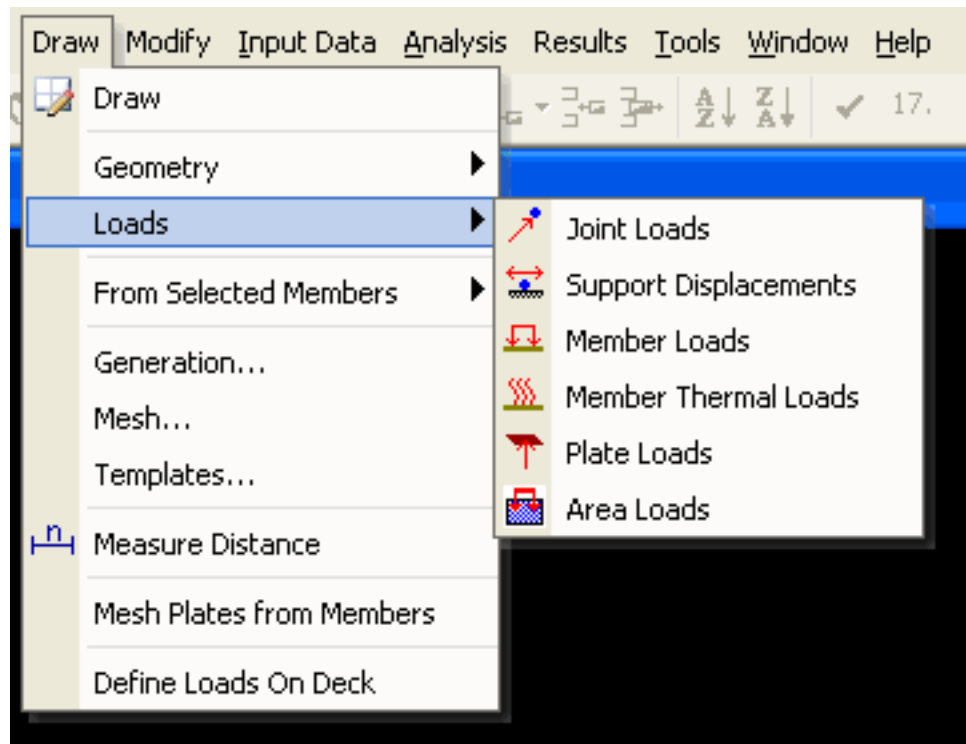 Draw Modify Input Data Analysis Results Tools Window Help
A Z Z A 17.
Draw
Geometry
Loads
From Selected Members
Generation...
Mesh...
Templates...
n Measure Distance
Mesh Plates from Members
Define Loads On Deck
Joint Loads
Support Displacements
Member Loads
Member Thermal Loads
Plate Loads
Area Loads